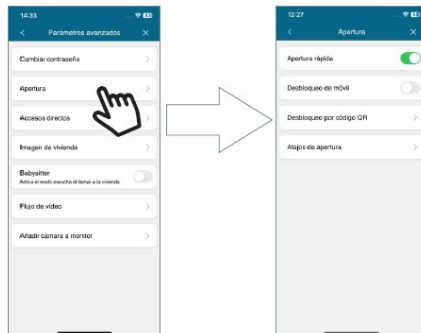 14:33
Parámetros avanzados
Cambiar contraseña
Apertura
Accesos directos
Imagen de vivienda
Babysitter
Activa el modo escucha al llamar a la vivienda
Flujo de video
Añadir cámara a monitor
12:27
Apertura
Apertura rápida
Desbloqueo de móvil
Desbloqueo por código QR
Atajos de apertura